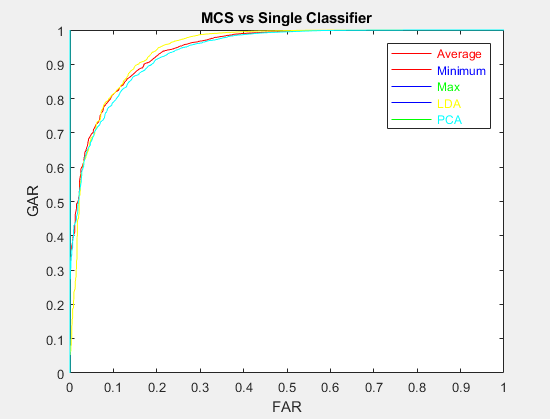 MCS vs Single Classifier
1
0.9
0.8
0.7
0.6
0.5
0.4
0.3
0.2
0.1
0
GAR
Average
Minimum
Max
LDA
PCA
0 0.1 0.2 0.3 0.4 0.5 0.6 0.7 0.8 0.9 1
FAR